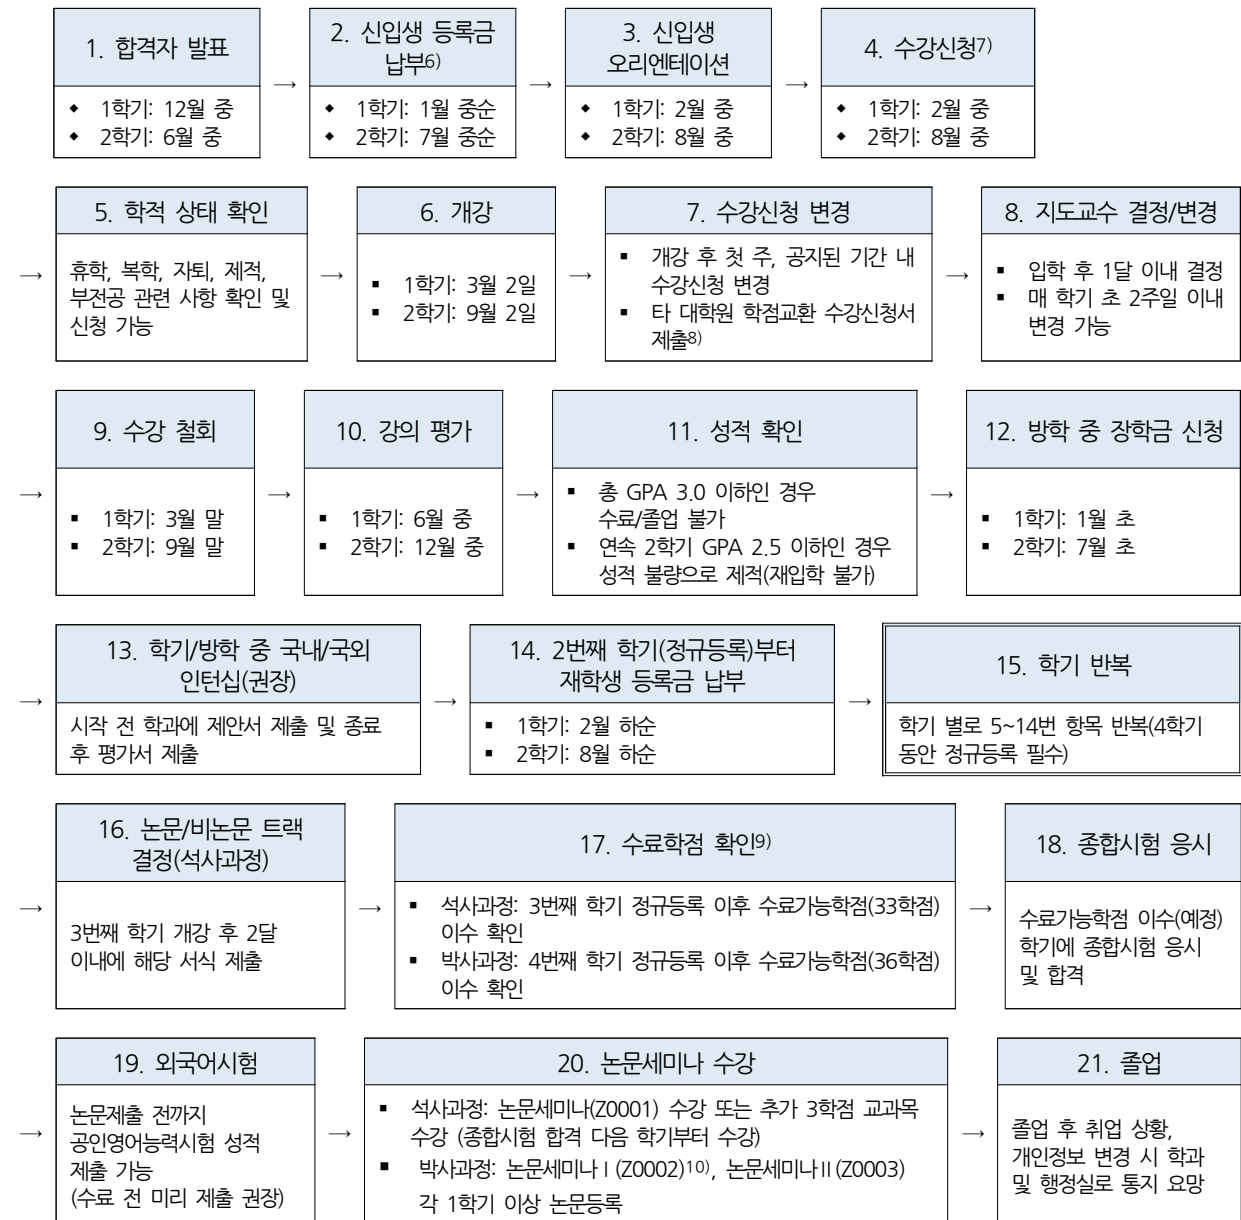 1. 합격자 발표
◆ 1학기: 12월 중
◆ 2학기: 6월 중
→
2. 신입생 등록금
납부6)
◆ 1학기: 1월 중순
◆ 2학기: 7월 중순
→
3. 신입생
오리엔테이션
◆ 1학기: 2월 중
◆ 2학기: 8월 중
→
4. 수강신청7)
◆ 1학기: 2월 중
◆ 2학기: 8월 중
→
5. 학적 상태 확인
휴학, 복학, 자퇴, 제적,
부전공 관련 사항 확인 및
신청 가능
→
6. 개강
▪ 1학기: 3월 2일
▪ 2학기: 9월 2일
→
7. 수강신청 변경
▪ 개강 후 첫 주, 공지된 기간 내
수강신청 변경
▪ 타 대학원 학점교환 수강신청서
제출8)
→
8. 지도교수 결정/변경
▪ 입학 후 1달 이내 결정
▪ 매 학기 초 2주일 이내
변경 가능
→
9. 수강 철회
▪ 1학기: 3월 말
▪ 2학기: 9월 말
→
10. 강의 평가
▪ 1학기: 6월 중
▪ 2학기: 12월 중
→
11. 성적 확인
▪ 총 GPA 3.0 이하인 경우
수료/졸업 불가
▪ 연속 2학기 GPA 2.5 이하인 경우
성적 불량으로 제적(재입학 불가)
→
12. 방학 중 장학금 신청
▪ 1학기: 1월 초
▪ 2학기: 7월 초
→
13. 학기/방학 중 국내/국외
인턴십(권장)
시작 전 학과에 제안서 제출 및 종료
후 평가서 제출
→
14. 2번째 학기(정규등록)부터
재학생 등록금 납부
▪ 1학기: 2월 하순
▪ 2학기: 8월 하순
→
15. 학기 반복
학기 별로 5~14번 항목 반복(4학기
동안 정규등록 필수)
→
16. 논문/비논문 트랙
결정(석사과정)
3번째 학기 개강 후 2달
이내에 해당 서식 제출
→
17. 수료학점 확인9)
▪ 석사과정: 3번째 학기 정규등록 이후 수료가능학점(33학점)
이수 확인
▪ 박사과정: 4번째 학기 정규등록 이후 수료가능학점(36학점)
이수 확인
→
18. 종합시험 응시
수료가능학점 이수(예정)
학기에 종합시험 응시
및 합격
→
19. 외국어시험
논문제출 전까지
공인영어능력시험 성적
제출 가능
(수료 전 미리 제출 권장)
→
20. 논문세미나 수강
▪ 석사과정: 논문세미나(Z0001) 수강 또는 추가 3학점 교과목
수강 (종합시험 합격 다음 학기부터 수강)
▪ 박사과정: 논문세미나Ⅰ(Z0002)10), 논문세미나Ⅱ(Z0003)
각 1학기 이상 논문등록
→
21. 졸업
졸업 후 취업 상황,
개인정보 변경 시 학과
및 행정실로 통지 요망